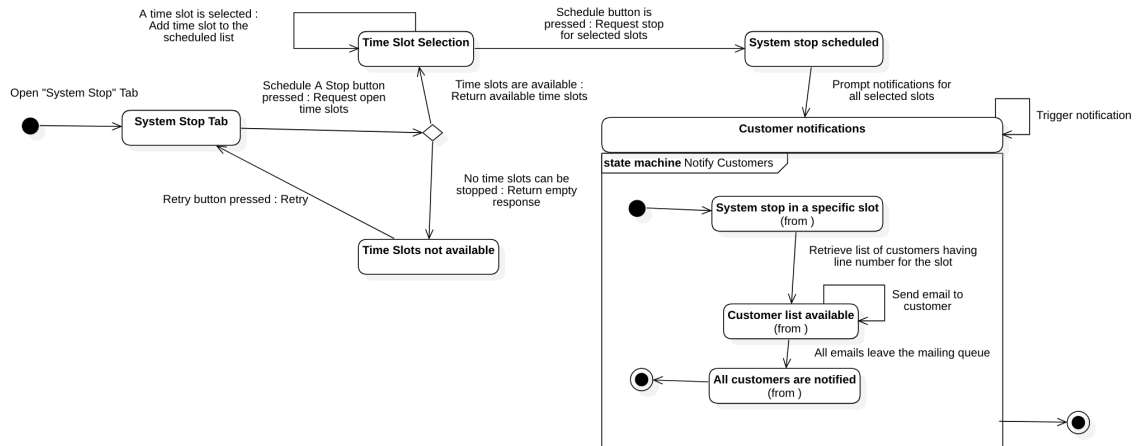 A time slot is selected :
Add time slot to the
scheduled list
Time Slot Selection
Schedule button is
pressed : Request stop
for selected slots
System stop scheduled
Open "System Stop" Tab
System Stop Tab
Schedule A Stop button
pressed : Request open
time slots
Time slots are available :
Return available time slots
Prompt notifications for
all selected slots
Customer notifications
Trigger notification
state machine Notify Customers
No time slots can be
stopped : Return empty
response
Retry button pressed : Retry
Time Slots not available
System stop in a specific slot
(from )
Retrieve list of customers having
line number for the slot
Customer list available
(from )
Send email to
customer
All emails leave the mailing queue
All customers are notified
(from )